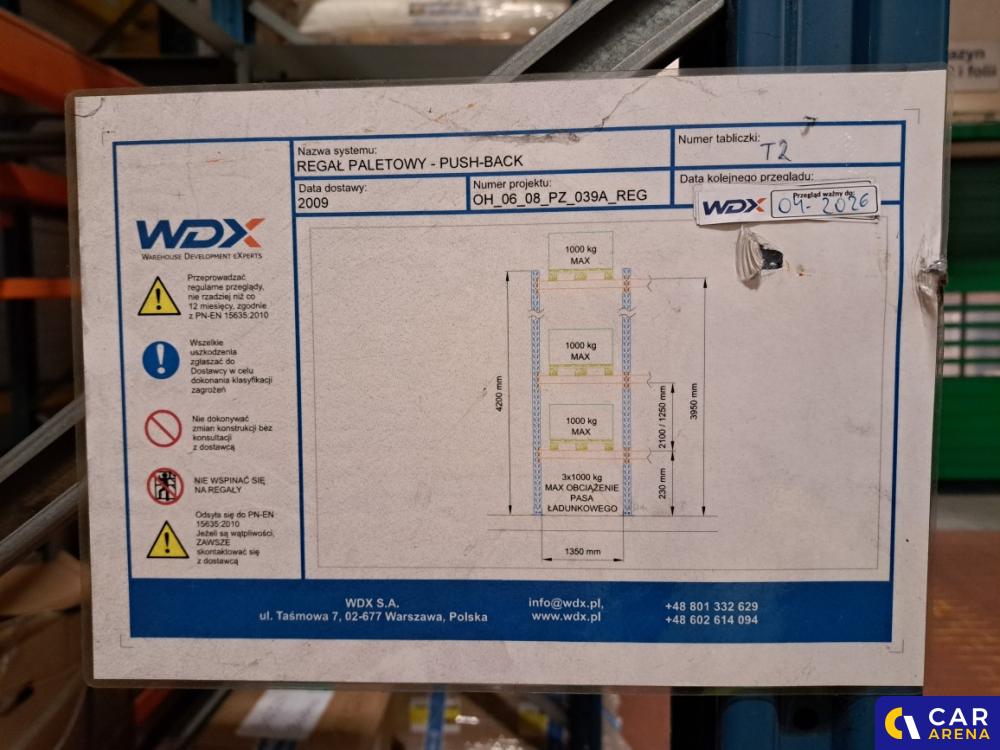 azyn
i folii
Nazwa systemu:
REGAŁ PALETOWY - PUSH-BACK
Numer tabliczki:
T2
Data dostawy:
2009
Numer projektu:
OH_06_08_PZ_039A_REG
Data kolejnego przeglądu:
WDX
Przegląd ważny do:
04-2026
WDX
WAREHOUSE DEVELOPMENT EXPERTS
Przeprowadzać
regularne przeglądy,
nie rzadziej niż co
12 miesięcy, zgodnie
z PN-EN 15635:2010
Wszelkie
uszkodzenia
zgłaszać do
Dostawcy w celu
dokonania klasyfikacji
zagrożeń
Nie dokonywać
zmian konstrukcji bez
konsultacji
z dostawcą
NIE WSPINAĆ SIĘ
NA REGAŁY
Odsyła się do PN-EN
15635:2010
Jeżeli są wątpliwości,
ZAWSZE
skontaktować się
z dostawcą
1000 kg
MAX
1000 kg
MAX
1000 kg
MAX
3x1000 kg
MAX OBCIĄŻENIE
PASA
ŁADUNKOWEGO
4200 mm
2100 / 1250 mm
230 mm
3950 mm
1350 mm
WDX S.A.
ul. Taśmowa 7, 02-677 Warszawa, Polska
info@wdx.pl,
www.wdx.pl
+48 801 332 629
+48 602 614 094
CAR
ARENA